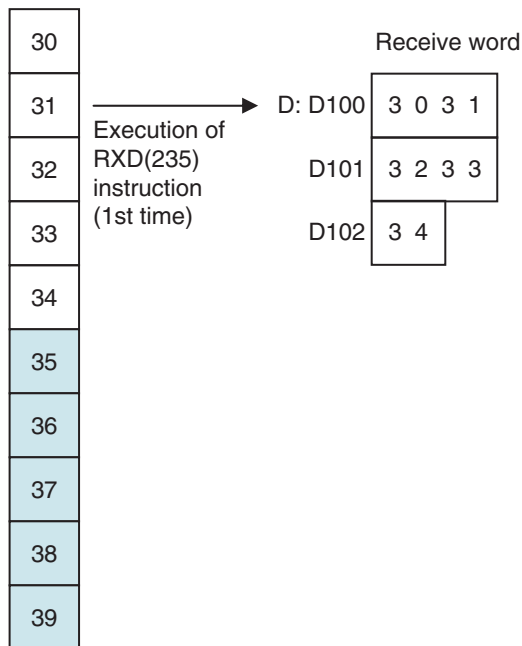 30
31
32
33
34
35
36
37
38
39
Execution of
RXD(235)
instruction
(1st time)
Receive word
D: D100 3 0 3 1
D101 3 2 3 3
D102 3 4